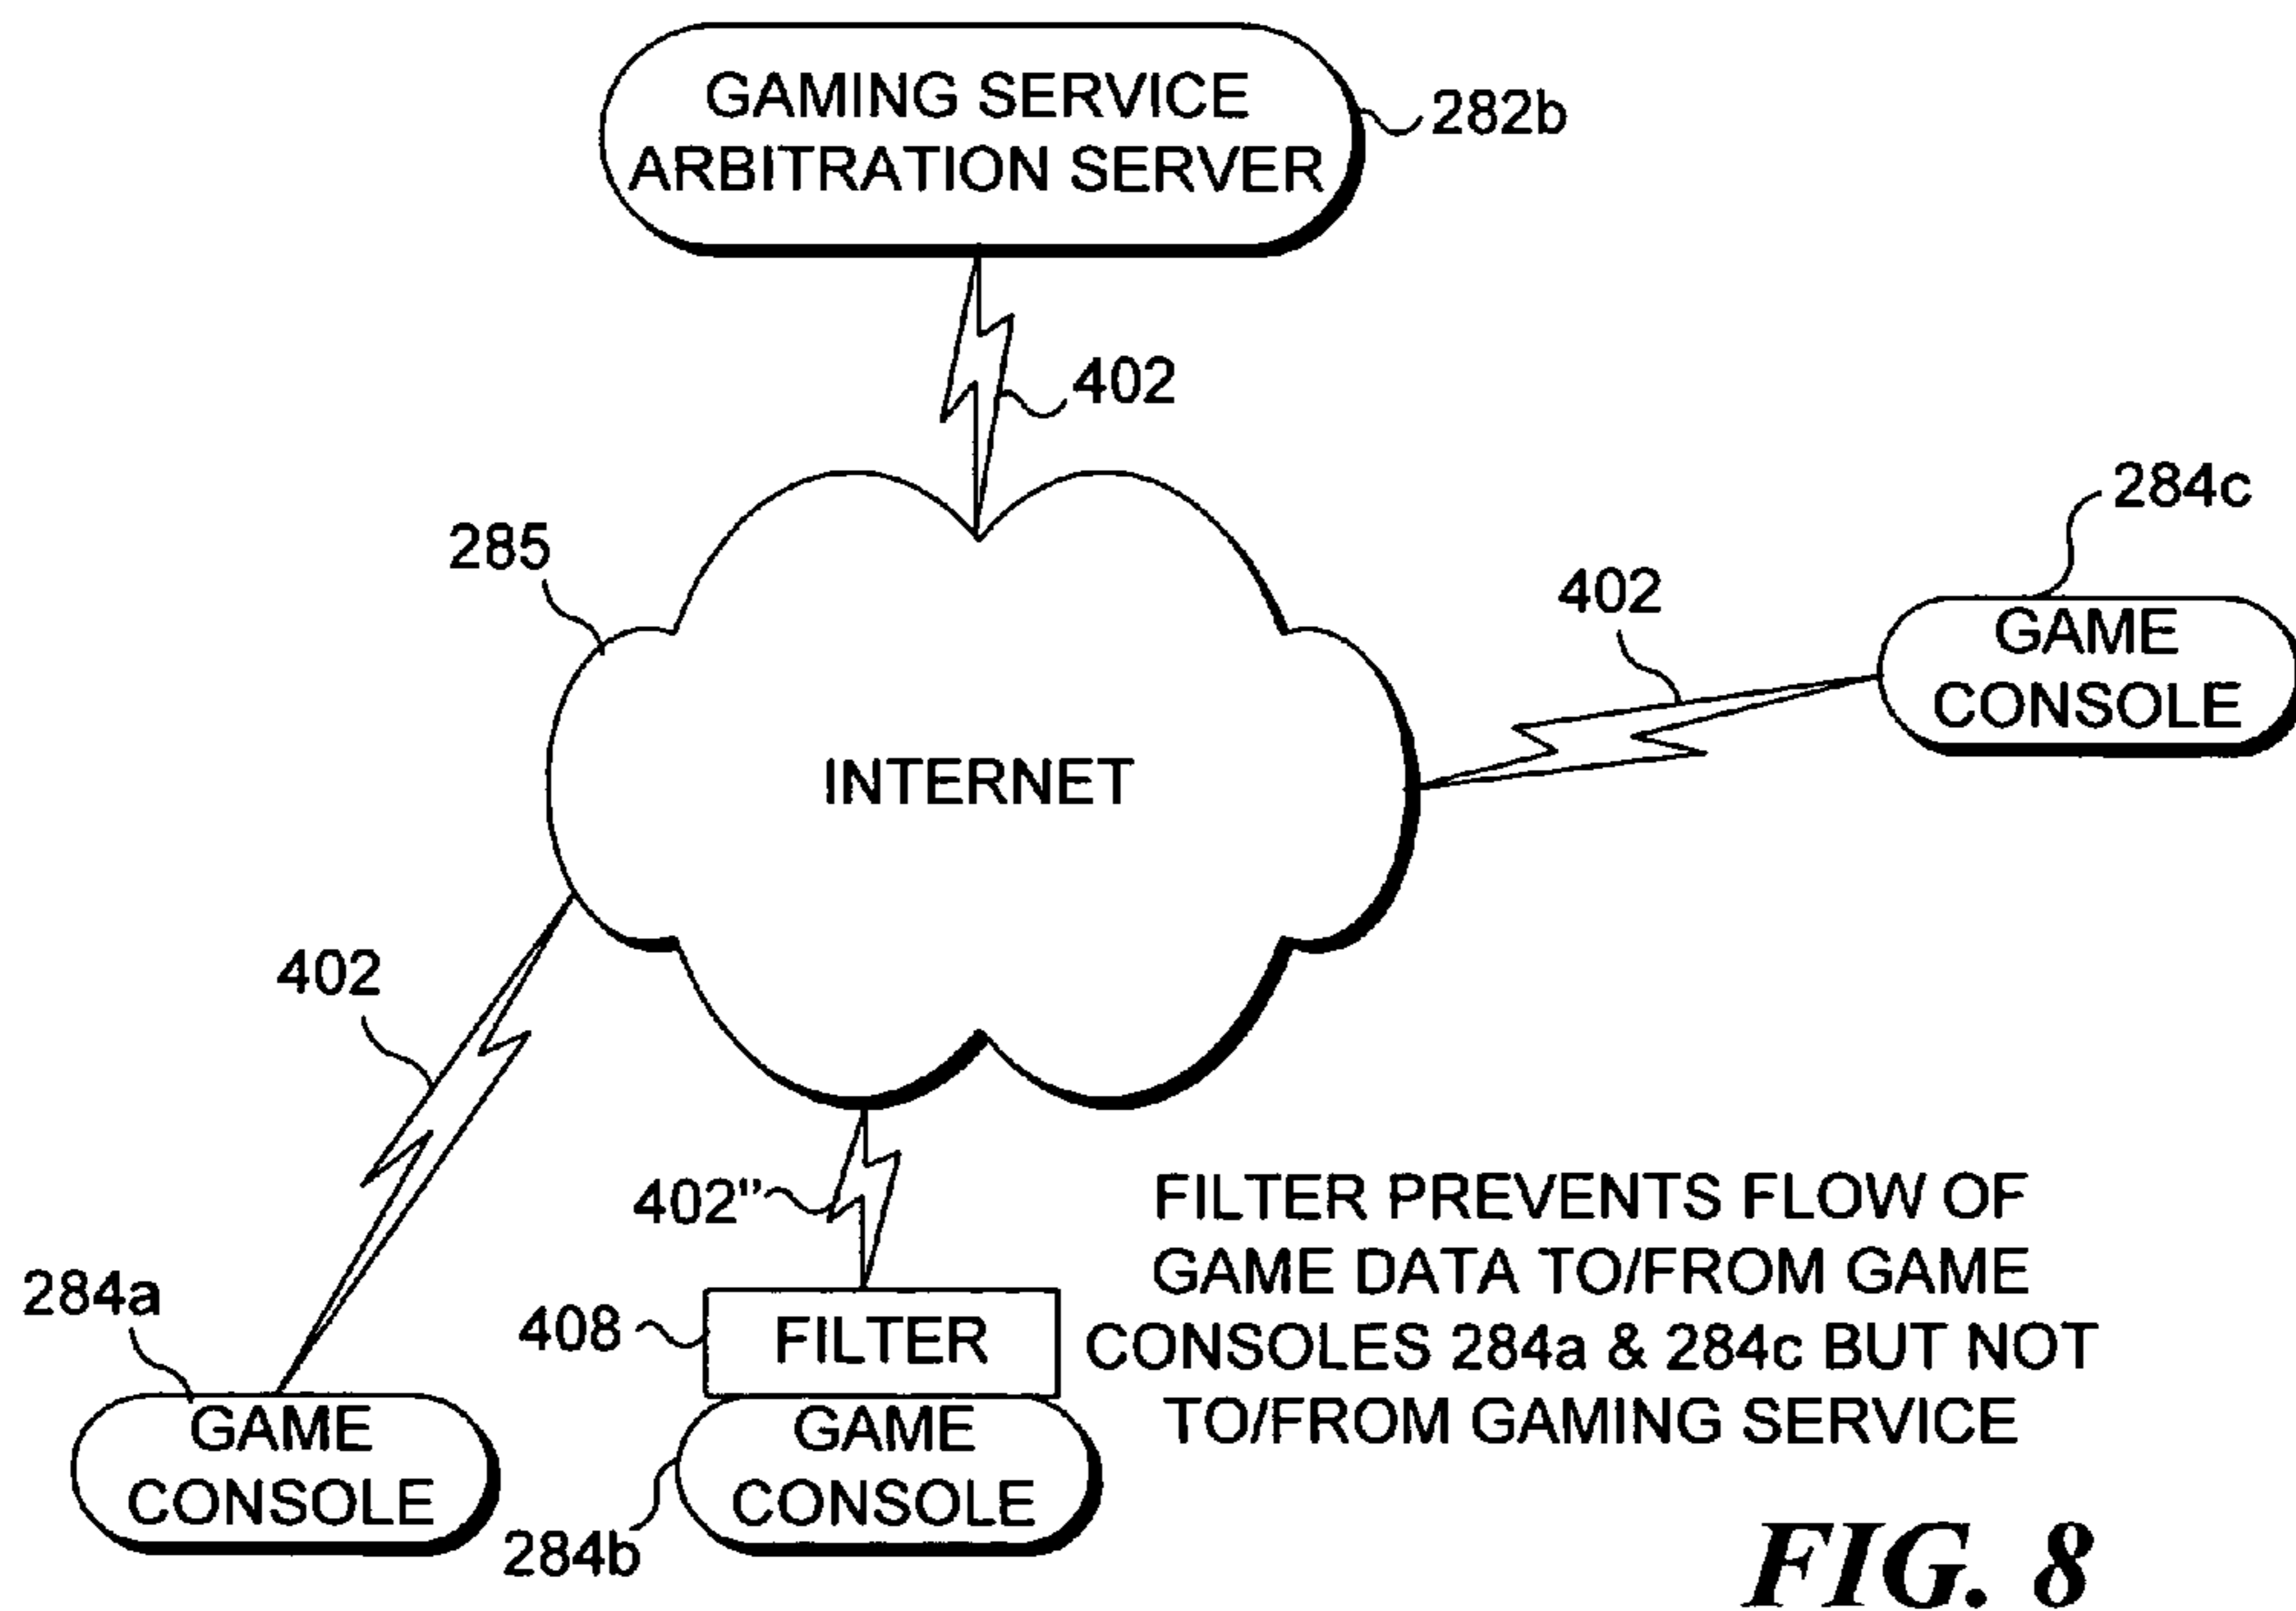 GAMING SERVICE
ARBITRATION SERVER
282b
402
284c
285
402
GAME
CONSOLE
INTERNET
402
402"
FILTER PREVENTS FLOW OF
GAME DATA TO/FROM GAME
CONSOLES 284a & 284c BUT NOT
TO/FROM GAMING SERVICE
284a
408
FILTER
GAME
CONSOLE
GAME
CONSOLE
284b
FIG. 8